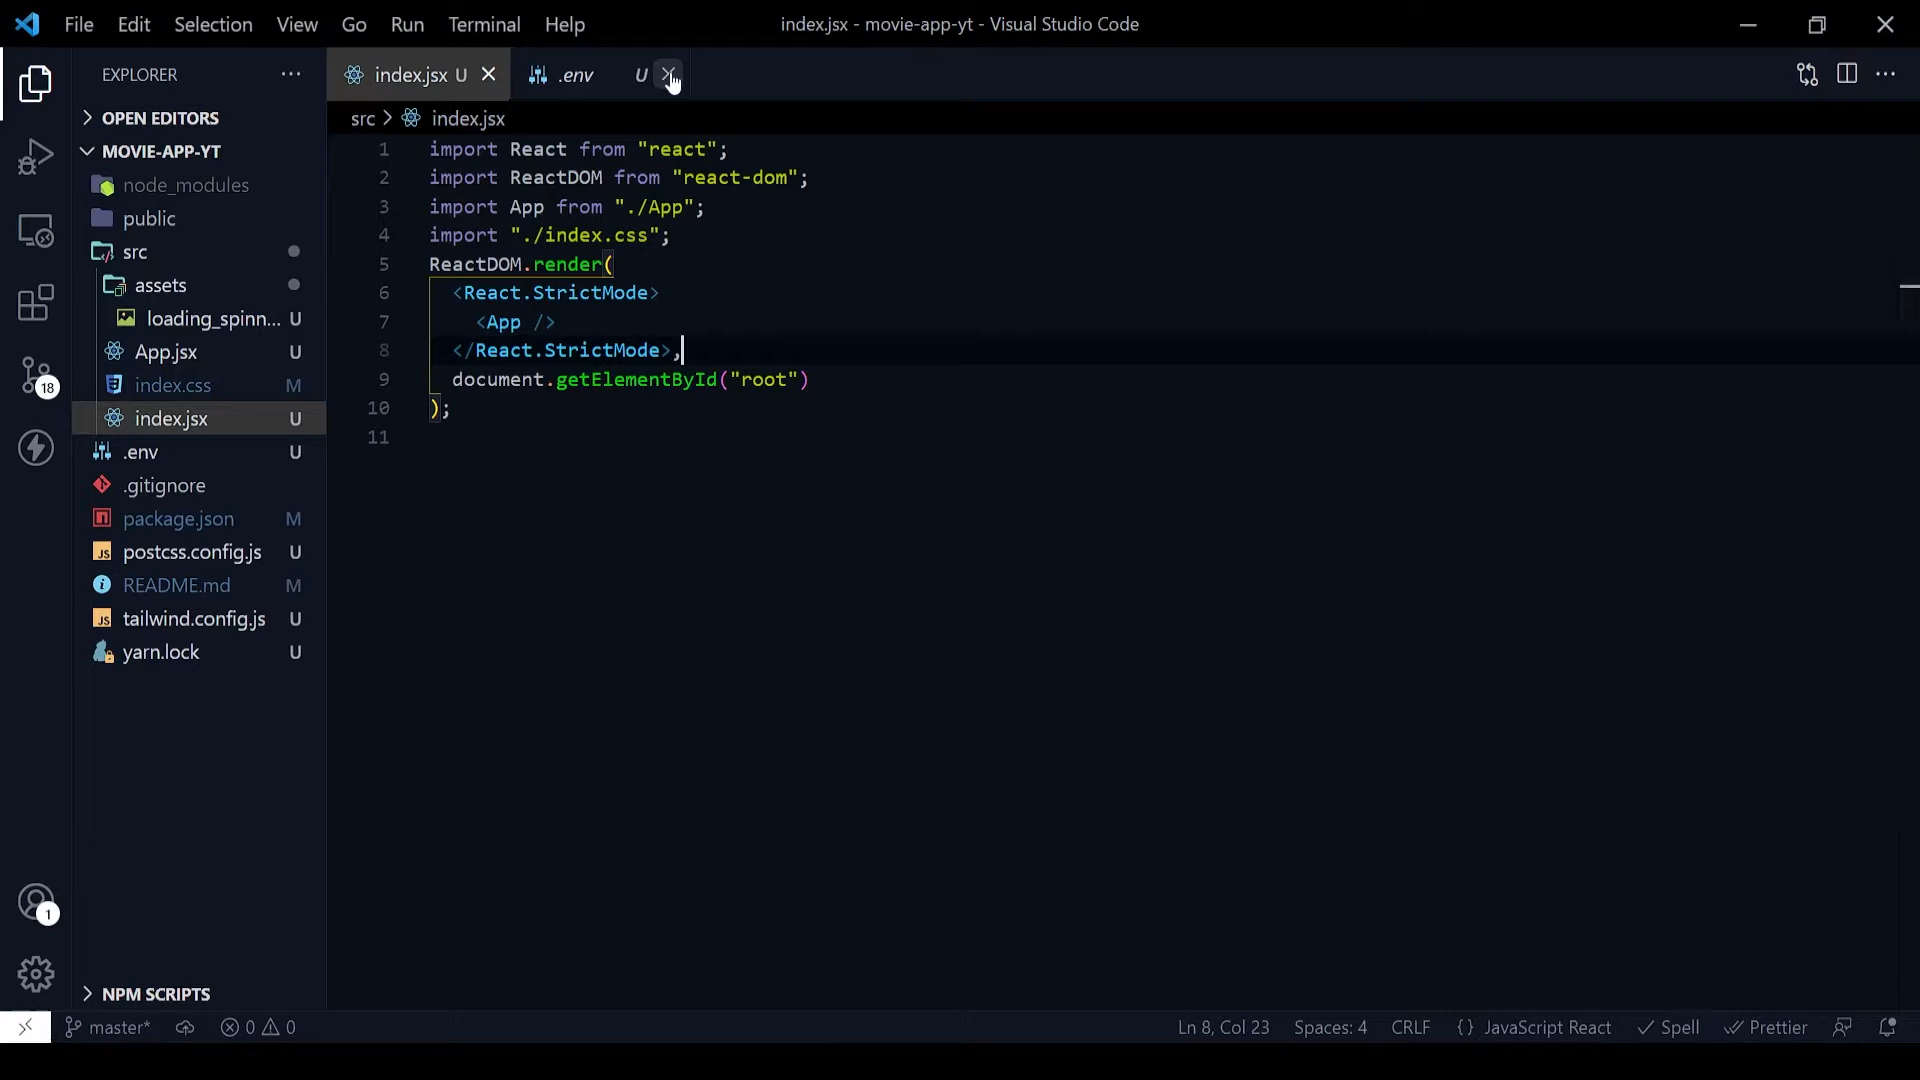 File Edit Selection View Go Run Terminal Help
index.jsx - movie-app-yt - Visual Studio Code
EXPLORER
index.jsx U
.env U
OPEN EDITORS
src > index.jsx
MOVIE-APP-YT
node_modules
public
src
assets
loading_spinn... U
App.jsx U
index.css M
index.jsx U
.env U
.gitignore
package.json M
postcss.config.js U
README.md M
tailwind.config.js U
yarn.lock U
NPM SCRIPTS
18
1
1 import React from "react";
2 import ReactDOM from "react-dom";
3 import App from "./App";
4 import "./index.css";
5 ReactDOM.render(
6 <React.StrictMode>
7 <App />
8 </React.StrictMode>,
9 document.getElementById("root")
10 );
11
master* 0 0
Ln 8, Col 23 Spaces: 4 CRLF {} JavaScript React Spell Prettier